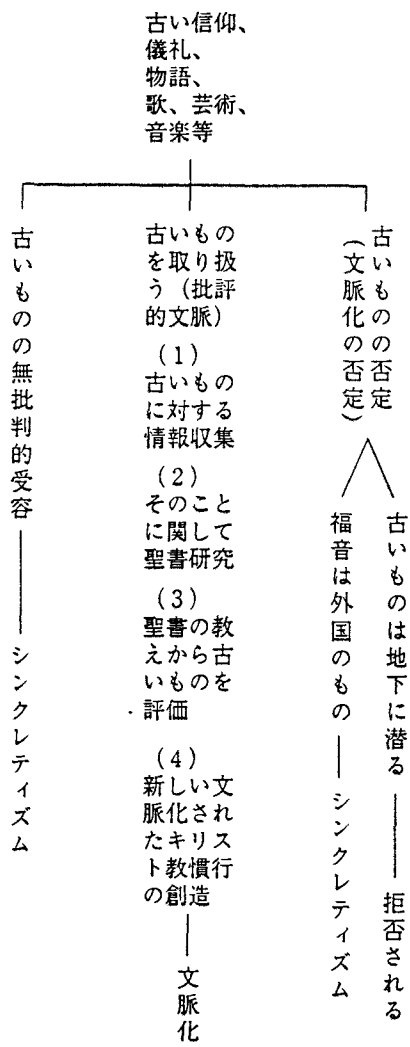 古い信仰、
儀礼、
物語、
歌、芸術、
音楽等
古いものの否定
（文脈化の否定）
古いものは地下に潜る
拒否される
福音は外国のもの
シンクレティズム
古いもの
を取り扱
う（批評
的文脈）
(1)
古いもの
に対する
情報収集
(2)
そのこと
に関して
聖書研究
(3)
聖書の教
えから古
いものを
評価
(4)
新しい文
脈化され
たキリス
ト教慣行
の創造
文脈化
古いものの無批判的受容
シンクレティズム